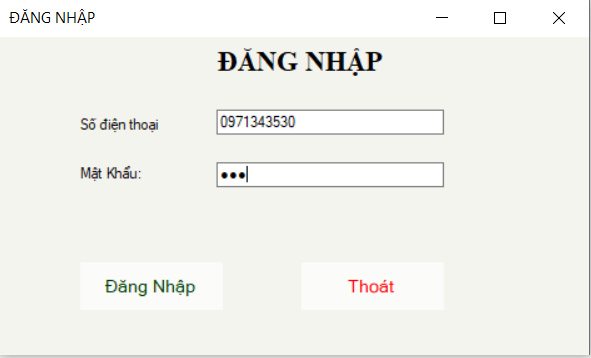 ĐĂNG NHẬP
ĐĂNG NHẬP
Số điện thoại
0971343530
Mật Khẩu:
●●●
Đăng Nhập
Thoát